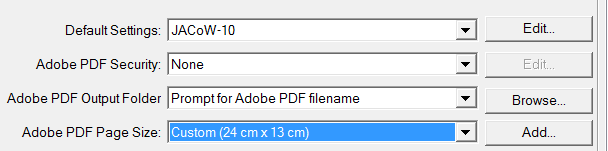 Default Settings: JACoW-10 Edit...
Adobe PDF Security: None Edit...
Adobe PDF Output Folder Prompt for Adobe PDF filename Browse...
Adobe PDF Page Size: Custom (24 cm x 13 cm) Add...